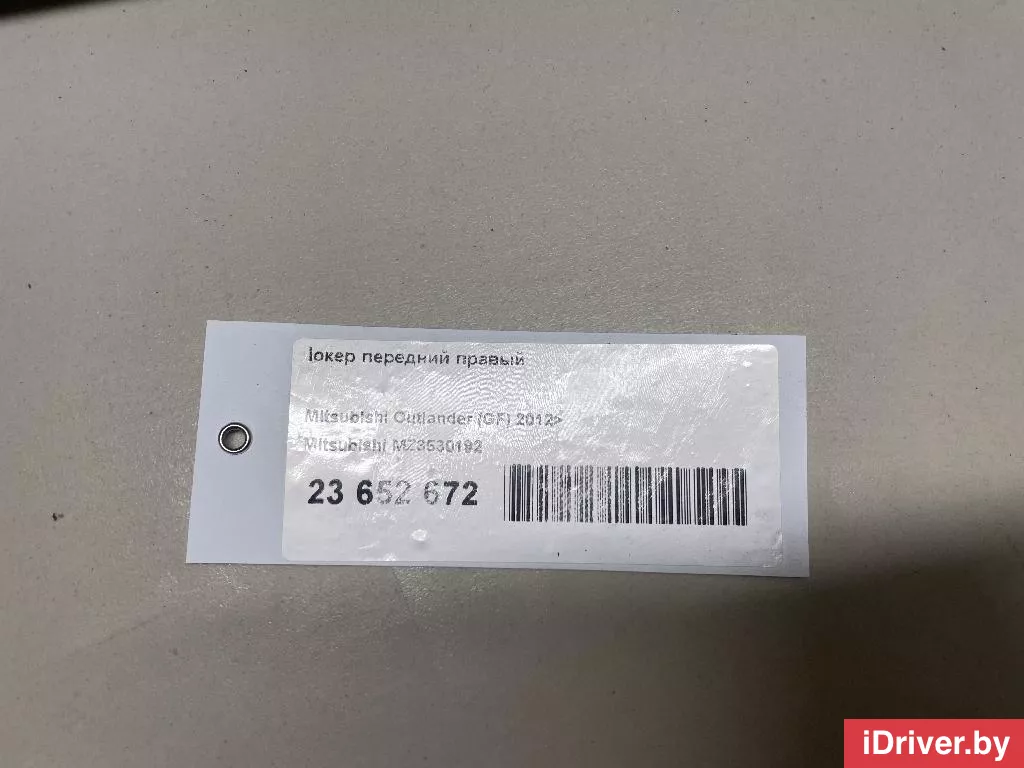 локер передний правый
Mitsubishi Outlander (GF) 2012>
Mitsubishi MZ3530192
23 652 672
iDriver.by